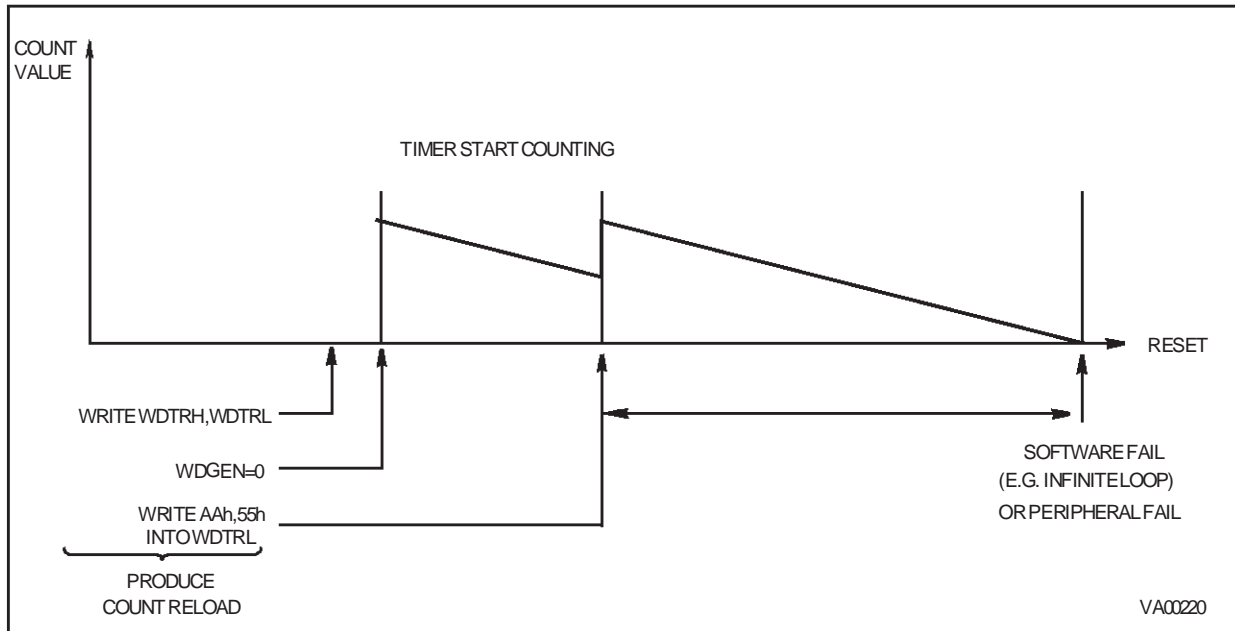 COUNT
VALUE
TIMER START COUNTING
RESET
WRITE WDTRH,WDTRL
WDGEN=0
WRITE AAh,55h
INTO WDTRL
PRODUCE
COUNT RELOAD
SOFTWARE FAIL
(E.G. INFINITE LOOP)
OR PERIPHERAL FAIL
VA00220